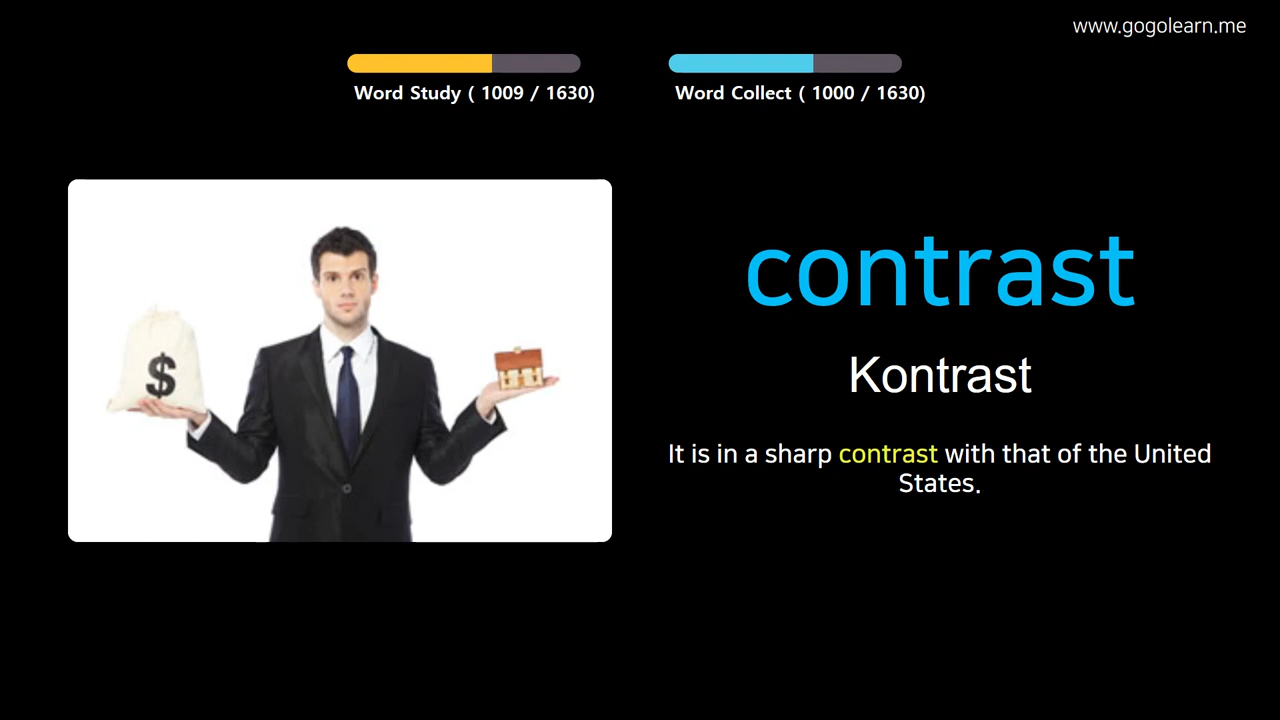 www.gogolearn.me
Word Study ( 1009 / 1630)
Word Collect ( 1000 / 1630)
$
contrast
Kontrast
It is in a sharp contrast with that of the United
States.